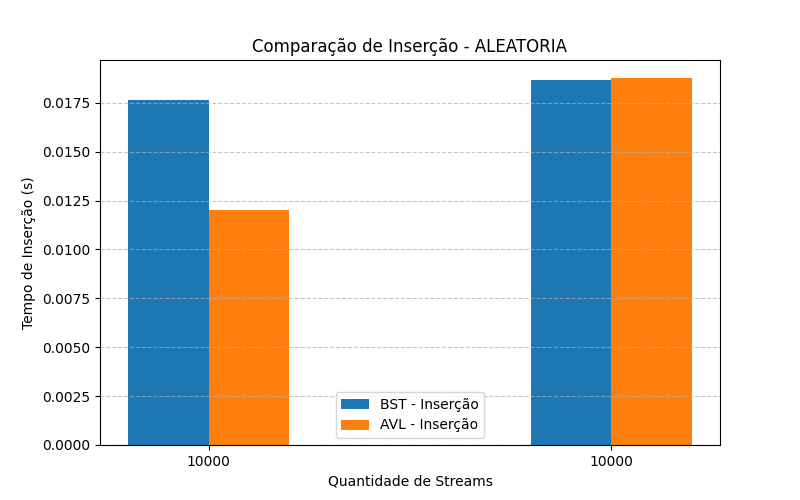 Comparação de Inserção - ALEATORIA
Tempo de Inserção (s)
0.0175
0.0150
0.0125
0.0100
0.0075
0.0050
0.0025
0.0000
BST - Inserção
AVL - Inserção
10000 10000
Quantidade de Streams